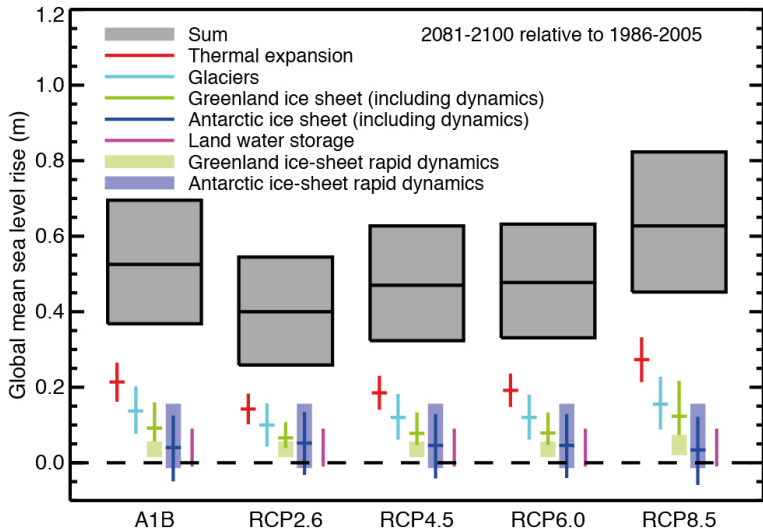 1.2
1.0
0.8
0.6
0.4
0.2
0.0
Global mean sea level rise (m)
2081-2100 relative to 1986-2005
Sum
Thermal expansion
Glaciers
Greenland ice sheet (including dynamics)
Antarctic ice sheet (including dynamics)
Land water storage
Greenland ice-sheet rapid dynamics
Antarctic ice-sheet rapid dynamics
A1B
RCP2.6
RCP4.5
RCP6.0
RCP8.5